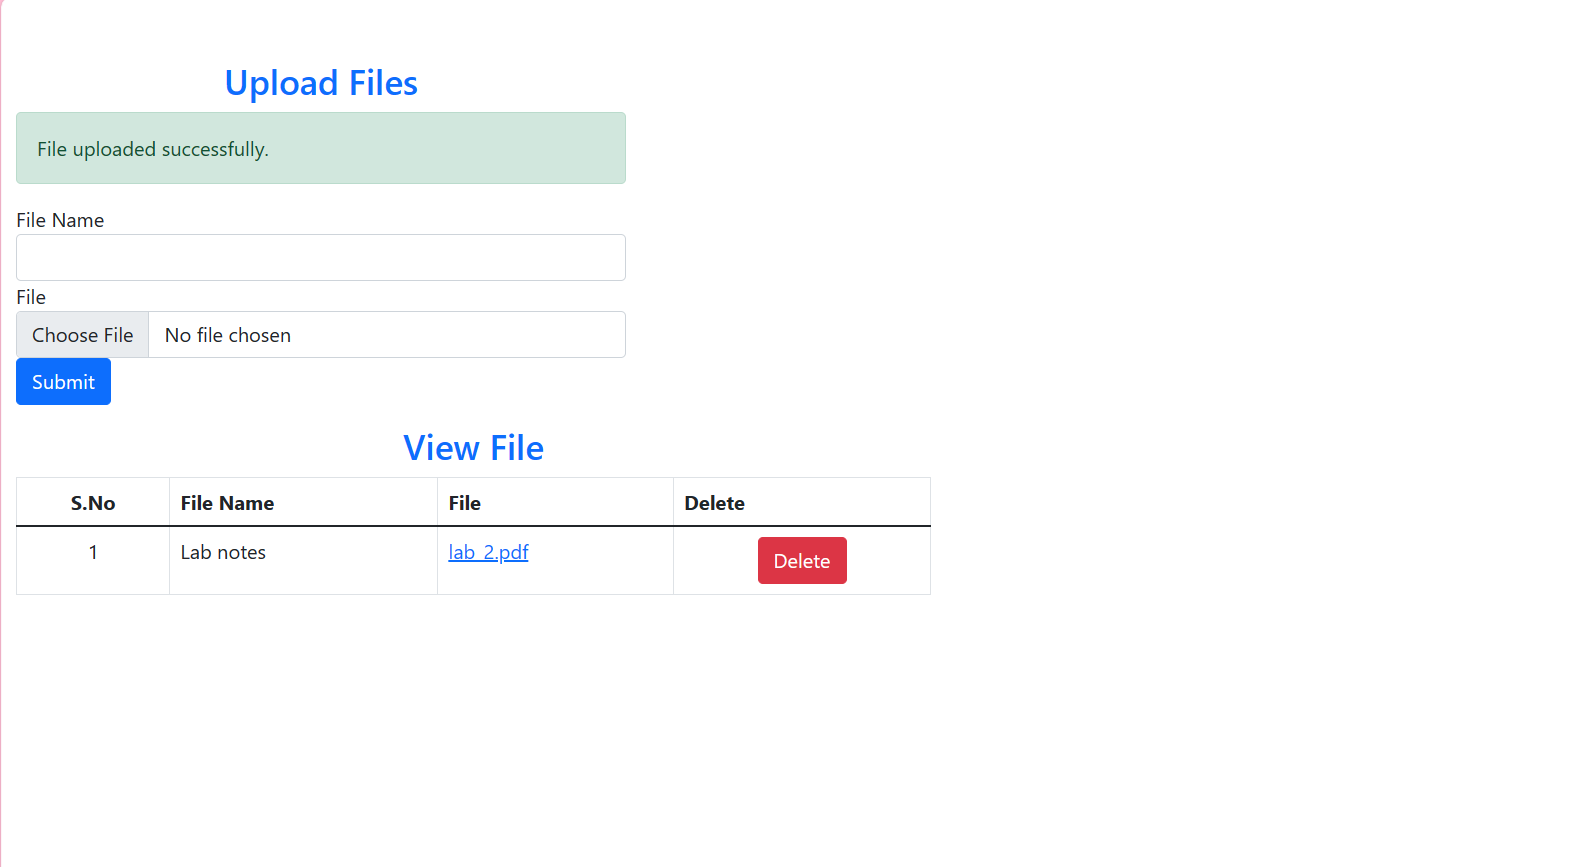 Upload Files
File uploaded successfully.
File Name
File
Choose File No file chosen
Submit
View File
S.No File Name File Delete
1 Lab notes lab_2.pdf Delete